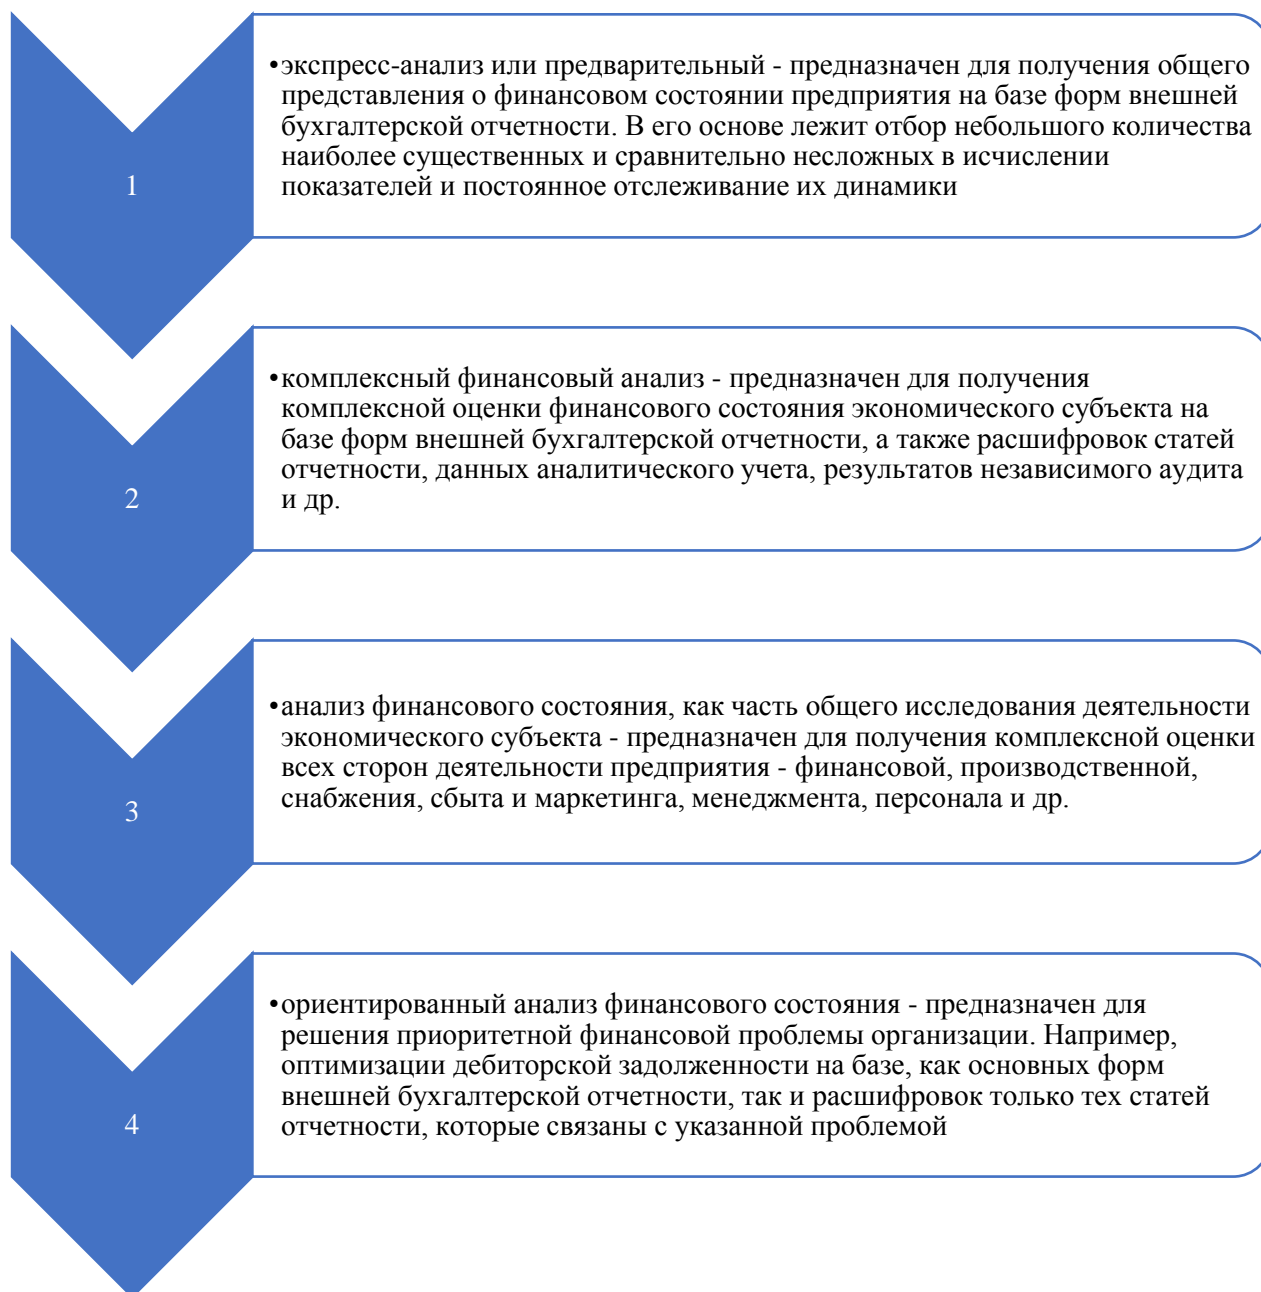 1
•экспресс-анализ или предварительный - предназначен для получения общего
представления о финансовом состоянии предприятия на базе форм внешней
бухгалтерской отчетности. В его основе лежит отбор небольшого количества
наиболее существенных и сравнительно несложных в исчислении
показателей и постоянное отслеживание их динамики
2
•комплексный финансовый анализ - предназначен для получения
комплексной оценки финансового состояния экономического субъекта на
базе форм внешней бухгалтерской отчетности, а также расшифровок статей
отчетности, данных аналитического учета, результатов независимого аудита
и др.
3
•анализ финансового состояния, как часть общего исследования деятельности
экономического субъекта - предназначен для получения комплексной оценки
всех сторон деятельности предприятия - финансовой, производственной,
снабжения, сбыта и маркетинга, менеджмента, персонала и др.
4
•ориентированный анализ финансового состояния - предназначен для
решения приоритетной финансовой проблемы организации. Например,
оптимизации дебиторской задолженности на базе, как основных форм
внешней бухгалтерской отчетности, так и расшифровок только тех статей
отчетности, которые связаны с указанной проблемой